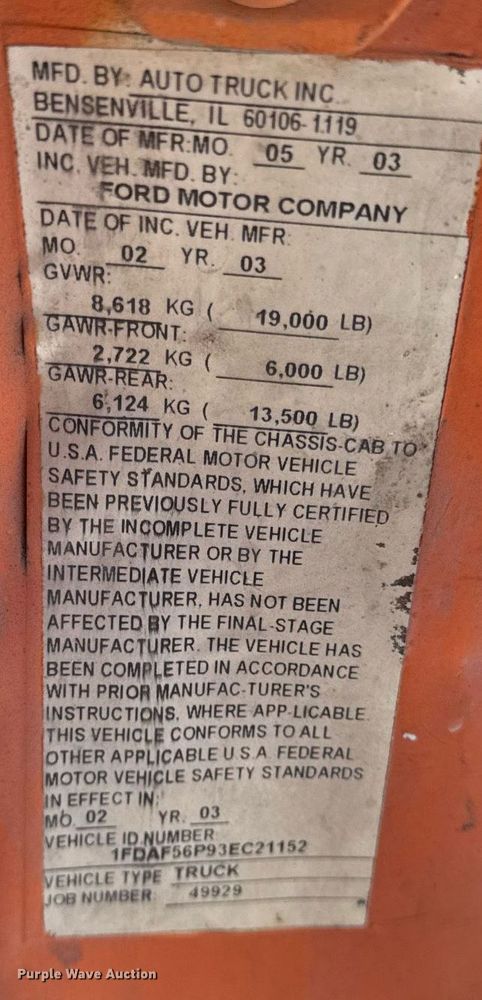 MFD. BY: AUTO TRUCK INC.
BENSENVILLE, IL 60106-1119
DATE OF MFR:MO. 05 YR. 03
INC. VEH. MFD. BY:
FORD MOTOR COMPANY
DATE OF INC. VEH. MFR:
MO. 02 YR. 03
GVWR:
8,618 KG ( 19,000 LB)
GAWR-FRONT:
2,722 KG ( 6,000 LB)
GAWR-REAR:
6,124 KG ( 13,500 LB)
CONFORMITY OF THE CHASSIS-CAB TO
U.S.A. FEDERAL MOTOR VEHICLE
SAFETY STANDARDS, WHICH HAVE
BEEN PREVIOUSLY FULLY CERTIFIED
BY THE INCOMPLETE VEHICLE
MANUFACTURER OR BY THE
INTERMEDIATE VEHICLE
MANUFACTURER, HAS NOT BEEN
AFFECTED BY THE FINAL-STAGE
MANUFACTURER. THE VEHICLE HAS
BEEN COMPLETED IN ACCORDANCE
WITH PRIOR MANUFAC-TURER'S
INSTRUCTIONS, WHERE APP-LICABLE.
THIS VEHICLE CONFORMS TO ALL
OTHER APPLICABLE U.S.A. FEDERAL
MOTOR VEHICLE SAFETY STANDARDS
IN EFFECT IN:
MO. 02 YR. 03
VEHICLE ID.NUMBER
1FDAF56P93EC21152
VEHICLE TYPE TRUCK
JOB NUMBER: 49929
Purple Wave Auction